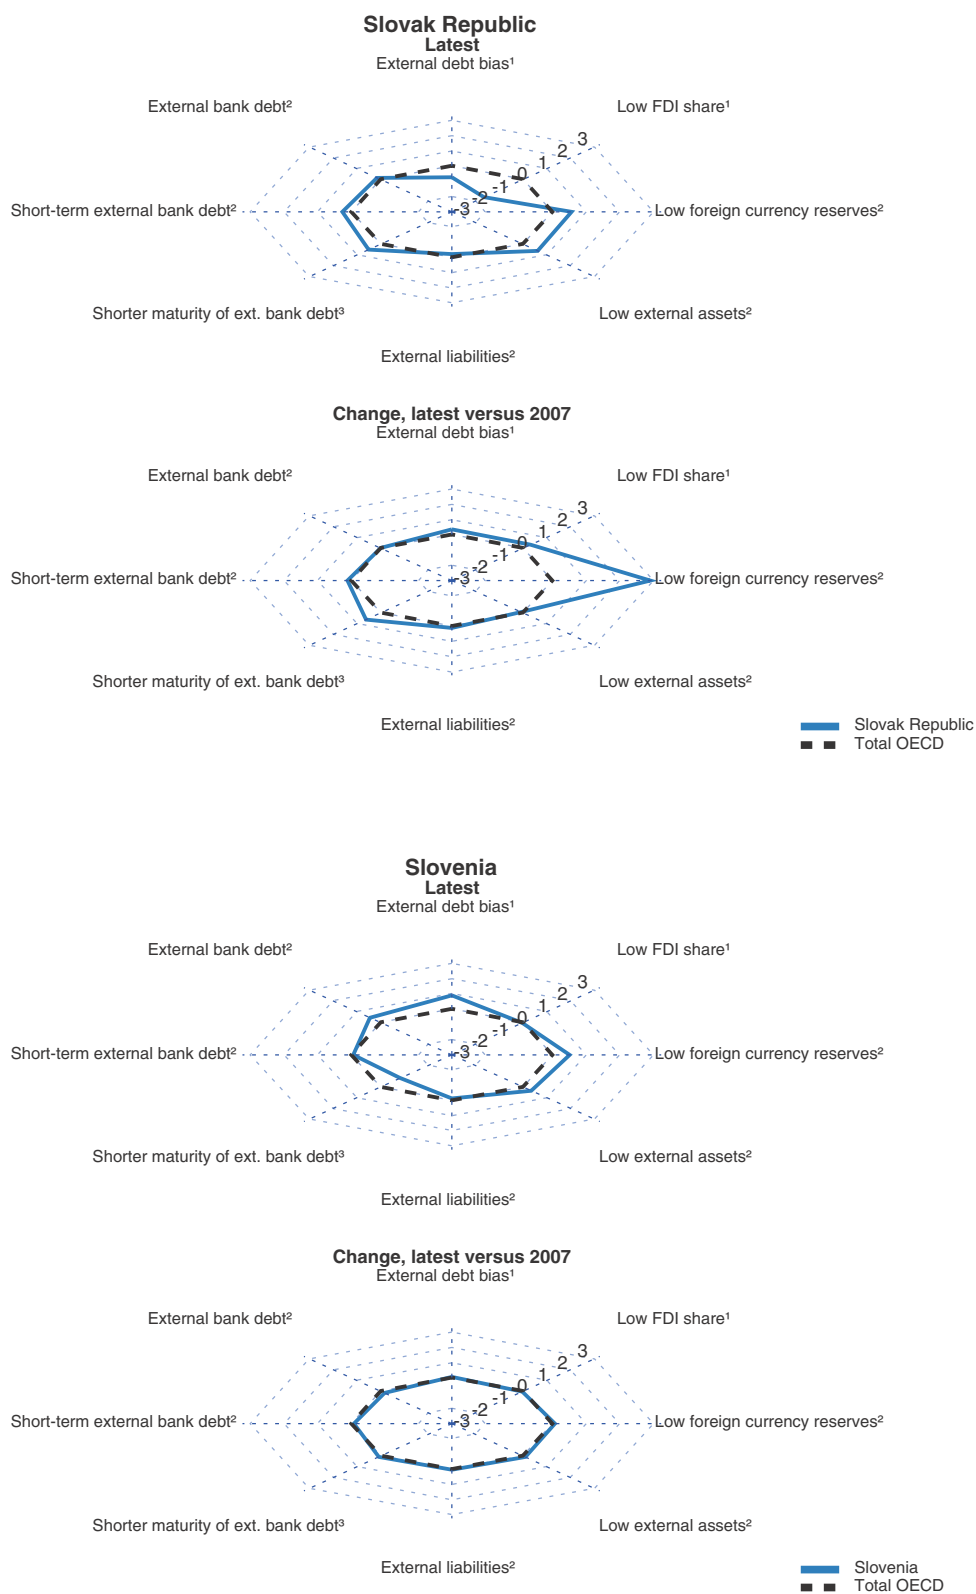 Slovak Republic
Latest
External debt bias¹
External bank debt²
Low FDI share¹
3
2
1
0
-1
-2
-3
Short-term external bank debt²
Low foreign currency reserves²
Shorter maturity of ext. bank debt³
Low external assets²
External liabilities²
Change, latest versus 2007
External debt bias¹
External bank debt²
Low FDI share¹
3
2
1
0
-1
-2
-3
Short-term external bank debt²
Low foreign currency reserves²
Shorter maturity of ext. bank debt³
Low external assets²
External liabilities²
Slovak Republic
Total OECD
Slovenia
Latest
External debt bias¹
External bank debt²
Low FDI share¹
3
2
1
0
-1
-2
-3
Short-term external bank debt²
Low foreign currency reserves²
Shorter maturity of ext. bank debt³
Low external assets²
External liabilities²
Change, latest versus 2007
External debt bias¹
External bank debt²
Low FDI share¹
3
2
1
0
-1
-2
-3
Short-term external bank debt²
Low foreign currency reserves²
Shorter maturity of ext. bank debt³
Low external assets²
External liabilities²
Slovenia
Total OECD